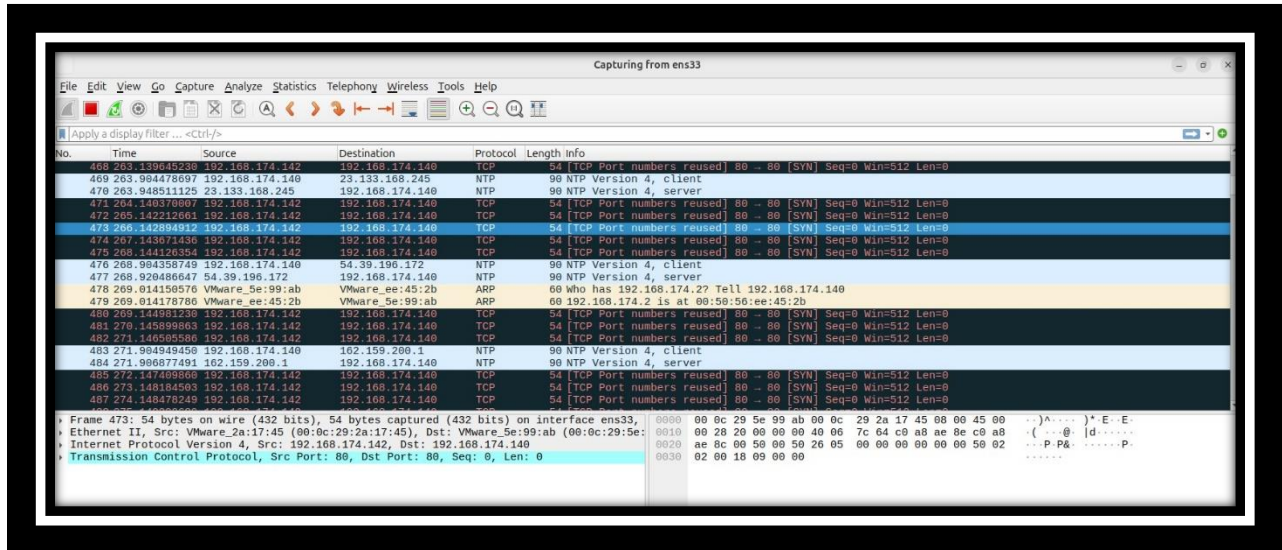 Capturing from ens33
File Edit View Go Capture Analyze Statistics Telephony Wireless Tools Help
Apply a display filter ... <Ctrl-/>
No. Time Source Destination Protocol Length Info
468 263.139645230 192.168.174.142 192.168.174.140 TCP 54 [TCP Port numbers reused] 80 → 80 [SYN] Seq=0 Win=512 Len=0
469 263.904478697 192.168.174.140 23.133.168.245 NTP 90 NTP Version 4, client
470 263.948511125 23.133.168.245 192.168.174.140 NTP 90 NTP Version 4, server
471 264.140370007 192.168.174.142 192.168.174.140 TCP 54 [TCP Port numbers reused] 80 → 80 [SYN] Seq=0 Win=512 Len=0
472 265.142212661 192.168.174.142 192.168.174.140 TCP 54 [TCP Port numbers reused] 80 → 80 [SYN] Seq=0 Win=512 Len=0
473 266.142894912 192.168.174.142 192.168.174.140 TCP 54 [TCP Port numbers reused] 80 → 80 [SYN] Seq=0 Win=512 Len=0
474 267.143671436 192.168.174.142 192.168.174.140 TCP 54 [TCP Port numbers reused] 80 → 80 [SYN] Seq=0 Win=512 Len=0
475 268.144126354 192.168.174.142 192.168.174.140 TCP 54 [TCP Port numbers reused] 80 → 80 [SYN] Seq=0 Win=512 Len=0
476 268.904358749 192.168.174.140 54.39.196.172 NTP 90 NTP Version 4, client
477 268.920486647 54.39.196.172 192.168.174.140 NTP 90 NTP Version 4, server
478 269.014150576 VMware_5e:99:ab VMware_ee:45:2b ARP 60 Who has 192.168.174.2? Tell 192.168.174.140
479 269.014178786 VMware_ee:45:2b VMware_5e:99:ab ARP 60 192.168.174.2 is at 00:50:56:ee:45:2b
480 269.144981230 192.168.174.142 192.168.174.140 TCP 54 [TCP Port numbers reused] 80 → 80 [SYN] Seq=0 Win=512 Len=0
481 270.145899863 192.168.174.142 192.168.174.140 TCP 54 [TCP Port numbers reused] 80 → 80 [SYN] Seq=0 Win=512 Len=0
482 271.146505586 192.168.174.142 192.168.174.140 TCP 54 [TCP Port numbers reused] 80 → 80 [SYN] Seq=0 Win=512 Len=0
483 271.904949450 192.168.174.140 162.159.200.1 NTP 90 NTP Version 4, client
484 271.906877491 162.159.200.1 192.168.174.140 NTP 90 NTP Version 4, server
485 272.147409860 192.168.174.142 192.168.174.140 TCP 54 [TCP Port numbers reused] 80 → 80 [SYN] Seq=0 Win=512 Len=0
486 273.148184503 192.168.174.142 192.168.174.140 TCP 54 [TCP Port numbers reused] 80 → 80 [SYN] Seq=0 Win=512 Len=0
487 274.148478249 192.168.174.142 192.168.174.140 TCP 54 [TCP Port numbers reused] 80 → 80 [SYN] Seq=0 Win=512 Len=0
Frame 473: 54 bytes on wire (432 bits), 54 bytes captured (432 bits) on interface ens33,
Ethernet II, Src: VMware_2a:17:45 (00:0c:29:2a:17:45), Dst: VMware_5e:99:ab (00:0c:29:5e:
Internet Protocol Version 4, Src: 192.168.174.142, Dst: 192.168.174.140
Transmission Control Protocol, Src Port: 80, Dst Port: 80, Seq: 0, Len: 0
0000 00 0c 29 5e 99 ab 00 0c 29 2a 17 45 08 00 45 00 ··)^···· )*·E··E·
0010 00 28 20 00 00 00 40 06 7c 64 c0 a8 ae 8e c0 a8 ·( ···@· |d······
0020 ae 8c 00 50 00 50 26 05 00 00 00 00 00 00 50 02 ···P·P&· ······P·
0030 02 00 18 09 00 00 ······